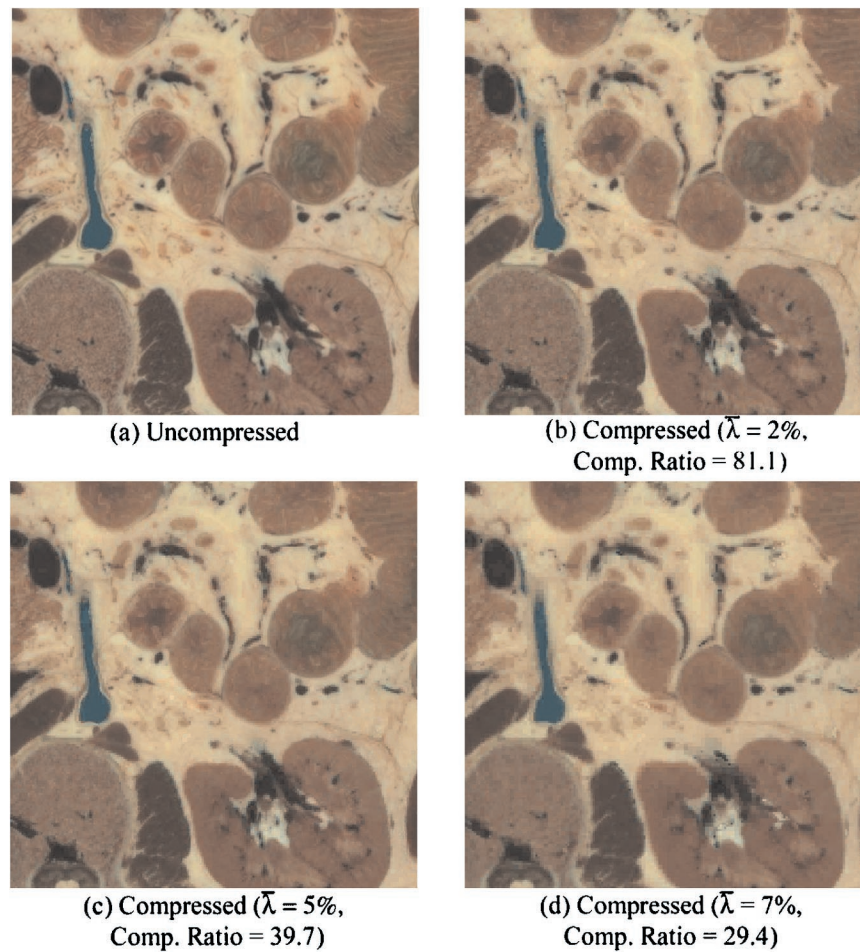 (a) Uncompressed
(b) Compressed (λ̄ = 2%,
Comp. Ratio = 81.1)
(c) Compressed (λ̄ = 5%,
Comp. Ratio = 39.7)
(d) Compressed (λ̄ = 7%,
Comp. Ratio = 29.4)